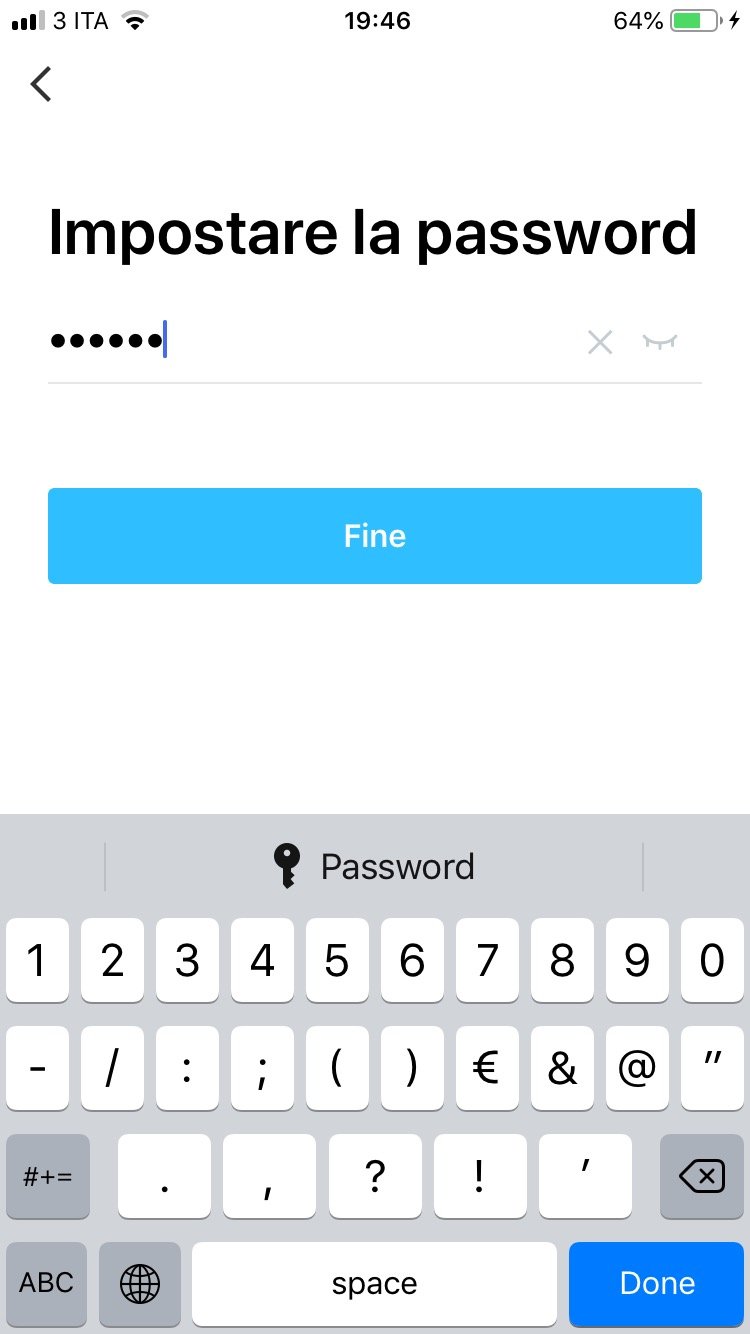 3 ITA 19:46 64%
Impostare la password
••••••
Fine
Password
1 2 3 4 5 6 7 8 9 0
- / : ; ( ) € & @ "
#+= . , ? ! '
ABC space Done